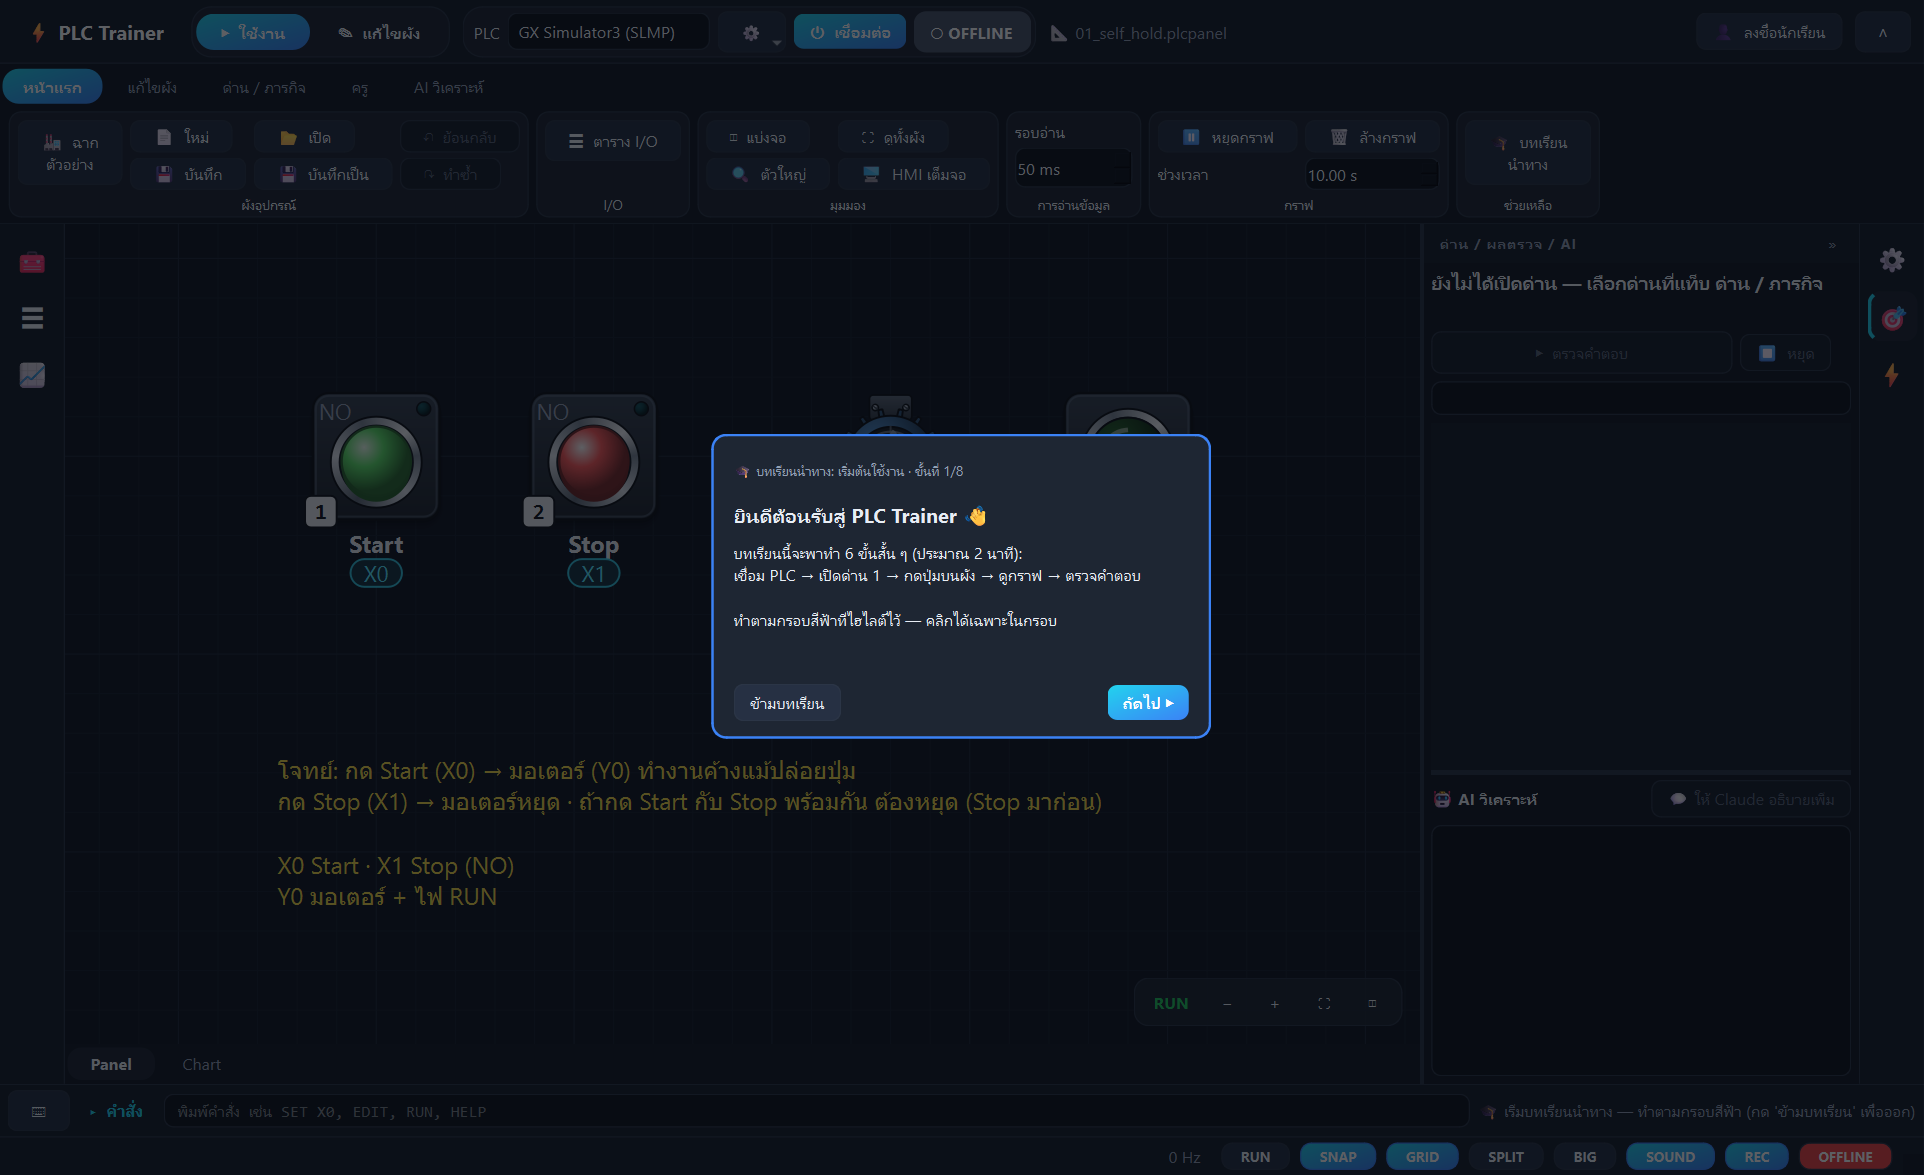 PLC Trainer
ใช้งาน
แก้ไขผัง
PLC
GX Simulator3 (SLMP)
เชื่อมต่อ
OFFLINE
01_self_hold.plcpanel
ลงชื่อนักเรียน
หน้าแรก
แก้ไขผัง
ด่าน / ภารกิจ
ครู
AI วิเคราะห์
ฉาก
ตัวอย่าง
ใหม่
เปิด
ย้อนกลับ
บันทึก
บันทึกเป็น
ทำซ้ำ
ผังอุปกรณ์
ตาราง I/O
I/O
แบ่งจอ
ดูทั้งผัง
ตัวใหญ่
HMI เต็มจอ
มุมมอง
รอบอ่าน
50 ms
การอ่านข้อมูล
หยุดกราฟ
ล้างกราฟ
ช่วงเวลา
10.00 s
กราฟ
บทเรียน
นำทาง
ช่วยเหลือ
ด่าน / ผลตรวจ / AI
»
ยังไม่ได้เปิดด่าน — เลือกด่านที่แท็บ ด่าน / ภารกิจ
ตรวจคำตอบ
หยุด
NO
1
Start
X0
NO
2
Stop
X1
บทเรียนนำทาง: เริ่มต้นใช้งาน · ขั้นที่ 1/8
ยินดีต้อนรับสู่ PLC Trainer 👋
บทเรียนนี้จะพาทำ 6 ขั้นสั้น ๆ (ประมาณ 2 นาที):
เชื่อม PLC → เปิดด่าน 1 → กดปุ่มบนผัง → ดูกราฟ → ตรวจคำตอบ
ทำตามกรอบสีฟ้าที่ไฮไลต์ไว้ — คลิกได้เฉพาะในกรอบ
ข้ามบทเรียน
ถัดไป ▶
โจทย์: กด Start (X0) → มอเตอร์ (Y0) ทำงานค้างแม้ปล่อยปุ่ม
กด Stop (X1) → มอเตอร์หยุด · ถ้ากด Start กับ Stop พร้อมกัน ต้องหยุด (Stop มาก่อน)
X0 Start · X1 Stop (NO)
Y0 มอเตอร์ + ไฟ RUN
AI วิเคราะห์
ให้ Claude อธิบายเพิ่ม
RUN
−
+
Panel
Chart
▸ คำสั่ง
พิมพ์คำสั่ง เช่น SET X0, EDIT, RUN, HELP
เริ่มบทเรียนนำทาง — ทำตามกรอบสีฟ้า (กด 'ข้ามบทเรียน' เพื่อออก)
0 Hz
RUN
SNAP
GRID
SPLIT
BIG
SOUND
REC
OFFLINE